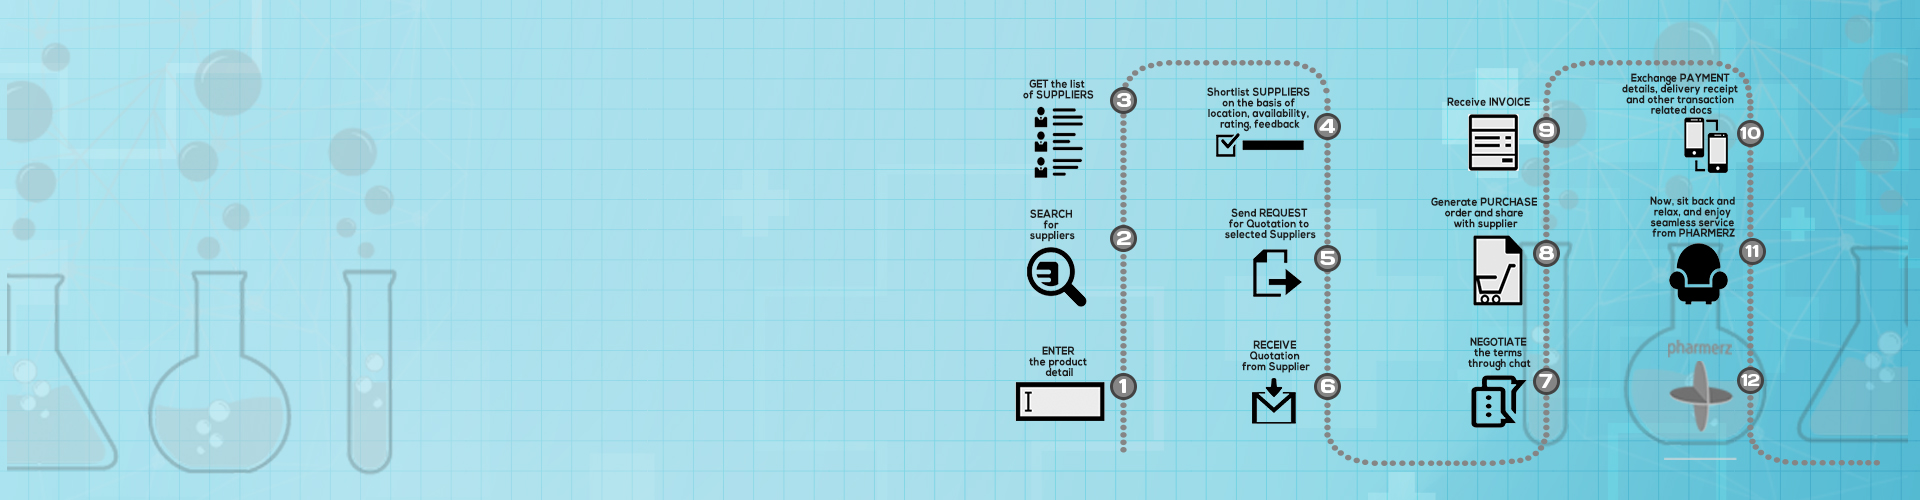 ENTER
the product
detail
1
SEARCH
for
suppliers
2
GET the list
of SUPPLIERS
3
Shortlist SUPPLIERS
on the basis of
location, availability,
rating, feedback
4
Send REQUEST
for Quotation to
selected Suppliers
5
RECEIVE
Quotation
from Supplier
6
NEGOTIATE
the terms
through chat
7
Generate PURCHASE
order and share
with supplier
8
Receive INVOICE
9
Exchange PAYMENT
details, delivery receipt
and other transaction
related docs
10
Now, sit back and
relax, and enjoy
seamless service
from PHARMERZ
11
pharmerz
12